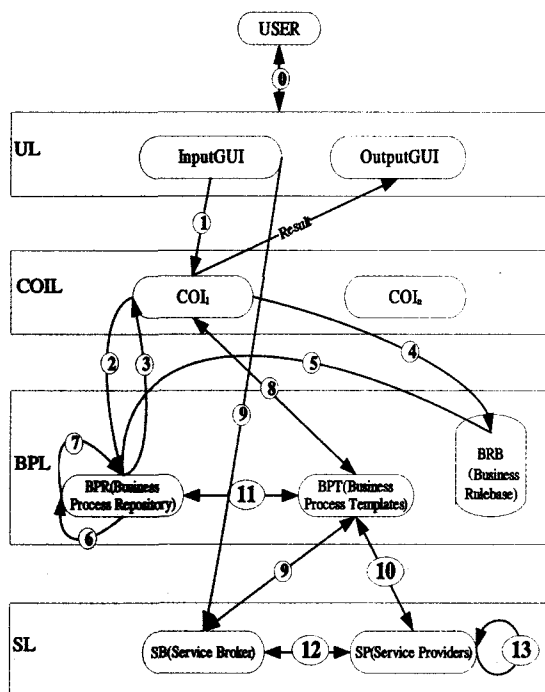 USER
0
UL
InputGUI
OutputGUI
1
Result
COIL
COI₁
COIₙ
2
3
4
5
8
9
7
BPL
BPR(Business
Process Repository)
11
BPT(Business
Process Templates)
BRB
(Business
Rulebase)
6
9
10
SL
SB(Service Broker)
12
SP(Service Providers)
13